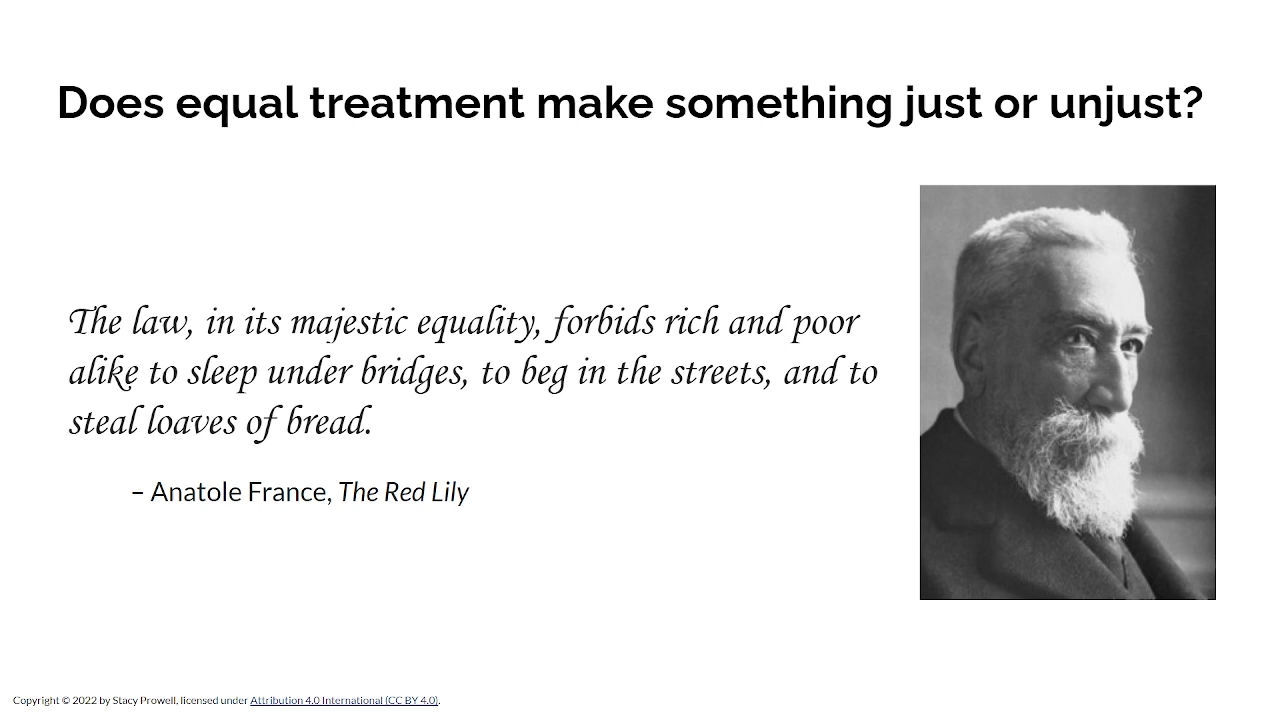 Does equal treatment make something just or unjust?
The law, in its majestic equality, forbids rich and poor
alike to sleep under bridges, to beg in the streets, and to
steal loaves of bread.
– Anatole France, The Red Lily
Copyright © 2022 by Stacy Prowell, licensed under Attribution 4.0 International (CC BY 4.0).